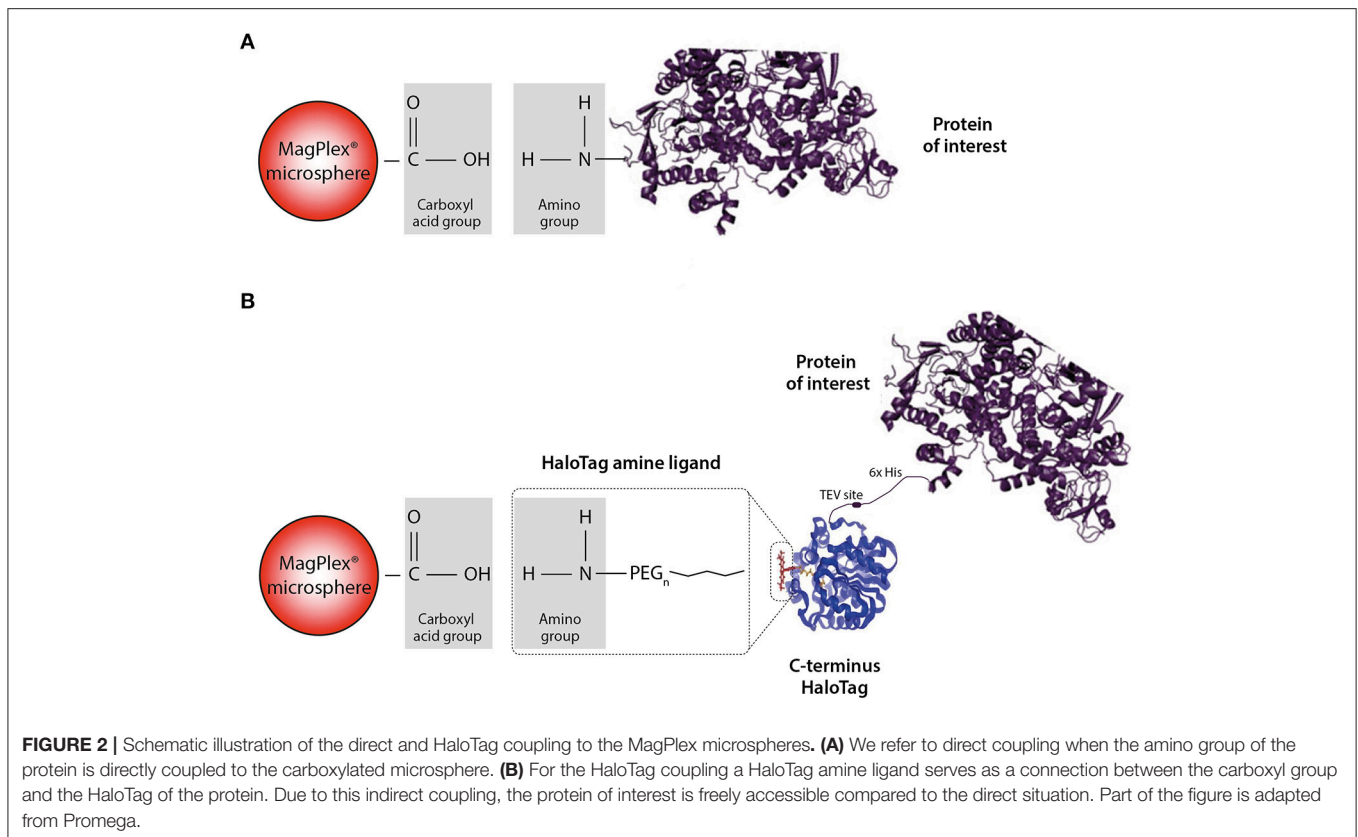 A
MagPlex®
microsphere
O
C
OH
Carboxyl
acid group
H
H
N
Amino
group
Protein
of interest
B
Protein
of interest
HaloTag amine ligand
6x His
TEV site
MagPlex®
microsphere
O
C
OH
Carboxyl
acid group
H
H
N
PEGn
Amino
group
C-terminus
HaloTag
FIGURE 2 | Schematic illustration of the direct and HaloTag coupling to the MagPlex microspheres. (A) We refer to direct coupling when the amino group of the
protein is directly coupled to the carboxylated microsphere. (B) For the HaloTag coupling a HaloTag amine ligand serves as a connection between the carboxyl group
and the HaloTag of the protein. Due to this indirect coupling, the protein of interest is freely accessible compared to the direct situation. Part of the figure is adapted
from Promega.